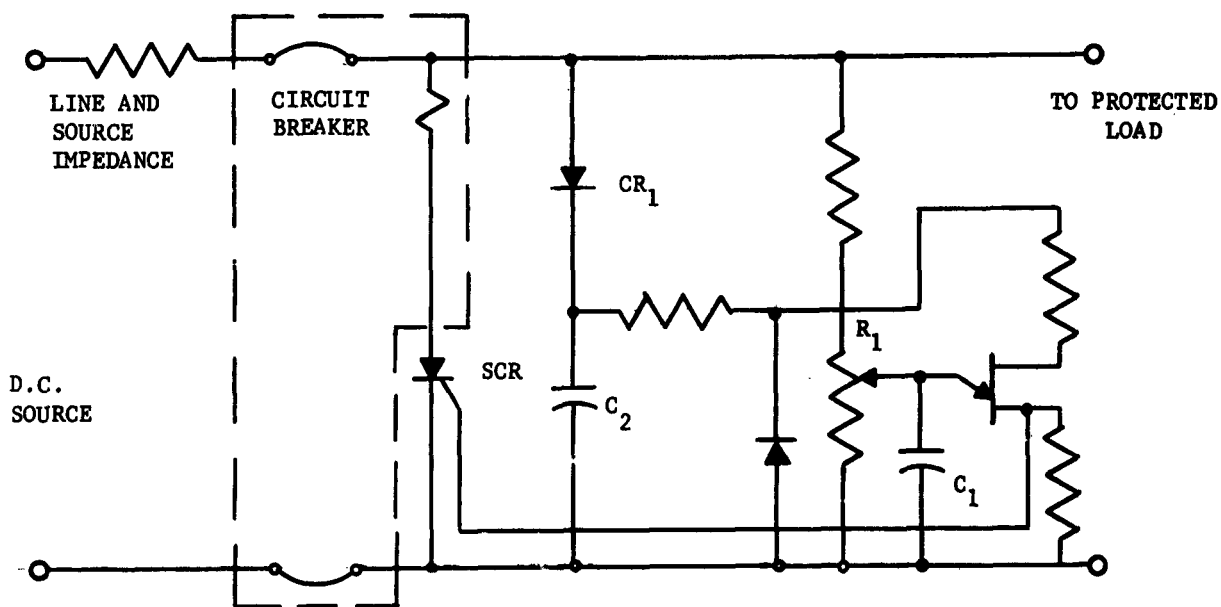 LINE AND
SOURCE
IMPEDANCE
CIRCUIT
BREAKER
TO PROTECTED
LOAD
CR1
R1
D.C.
SOURCE
SCR
C2
C1